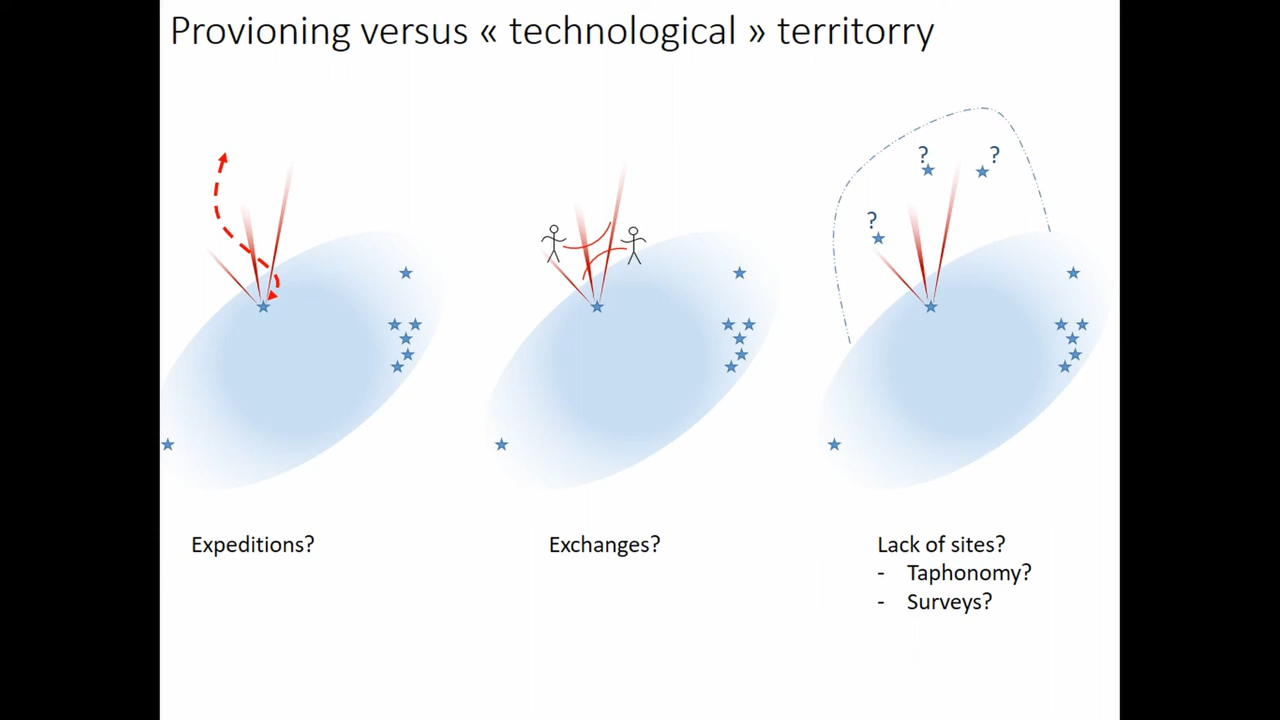 Provioning versus « technological » territorry
? ?
?
Expeditions?
Exchanges?
Lack of sites?
- Taphonomy?
- Surveys?